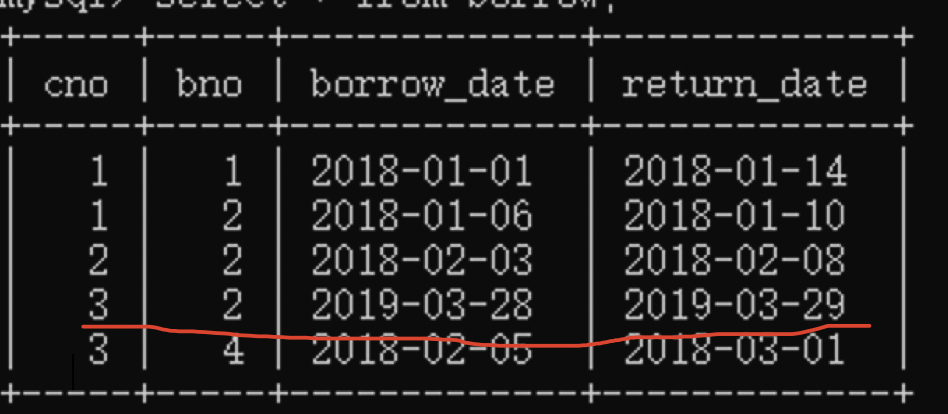 mysql> select * from borrow;
| cno | bno | borrow_date | return_date |
| 1 | 1 | 2018-01-01 | 2018-01-14 |
| 1 | 2 | 2018-01-06 | 2018-01-10 |
| 2 | 2 | 2018-02-03 | 2018-02-08 |
| 3 | 2 | 2019-03-28 | 2019-03-29 |
| 3 | 4 | 2018-02-05 | 2018-03-01 |